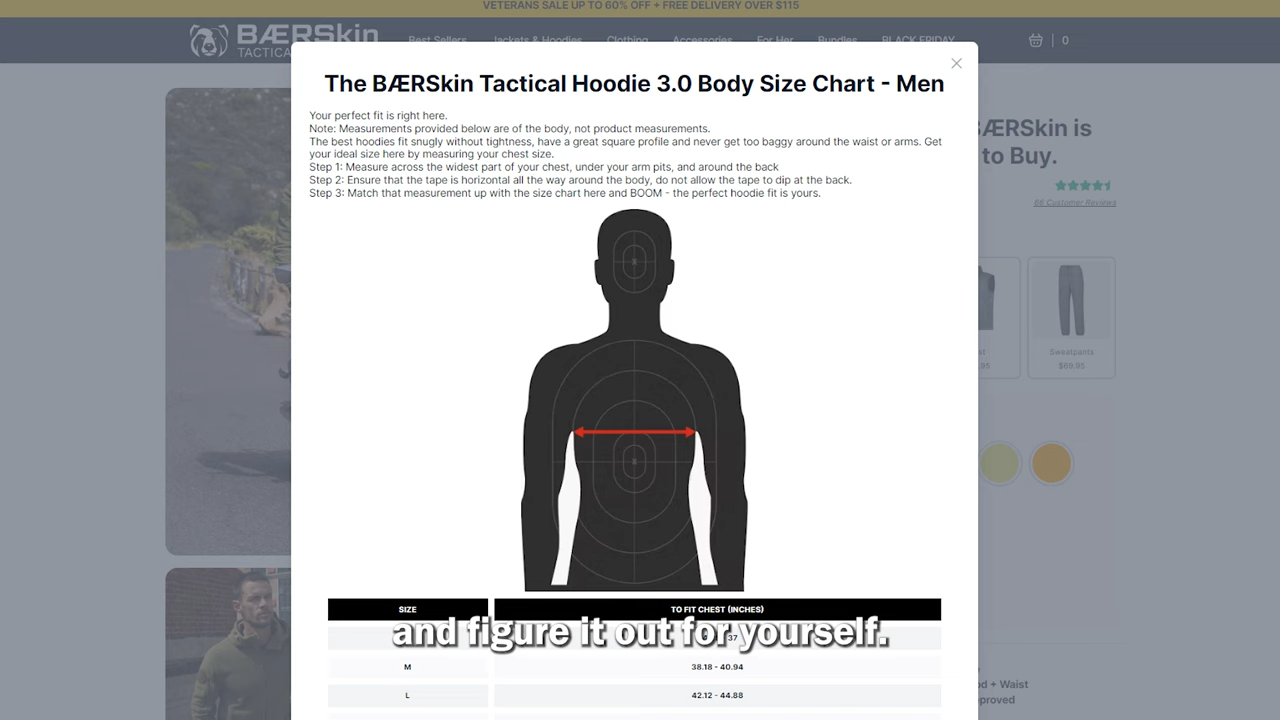 VETERANS SALE UP TO 60% OFF + FREE DELIVERY OVER $115
BÆRSkin
TACTICA
Best Sellers Jackets & Hoodies Clothing Accessories For Her Bundles BLACK FRIDAY
0
The BÆRSkin Tactical Hoodie 3.0 Body Size Chart - Men
Your perfect fit is right here.
Note: Measurements provided below are of the body, not product measurements.
The best hoodies fit snugly without tightness, have a great square profile and never get too baggy around the waist or arms. Get
your ideal size here by measuring your chest size.
Step 1: Measure across the widest part of your chest, under your arm pits, and around the back
Step 2: Ensure that the tape is horizontal all the way around the body, do not allow the tape to dip at the back.
Step 3: Match that measurement up with the size chart here and BOOM - the perfect hoodie fit is yours.
X
X
ÆRSkin is
to Buy.
66 Customer Reviews
Sweatpants
.95
$69.95
SIZE TO FIT CHEST (INCHES)
37
and figure it out for yourself.
M 38.18 - 40.94
L 42.12 - 44.88
d + Waist
proved